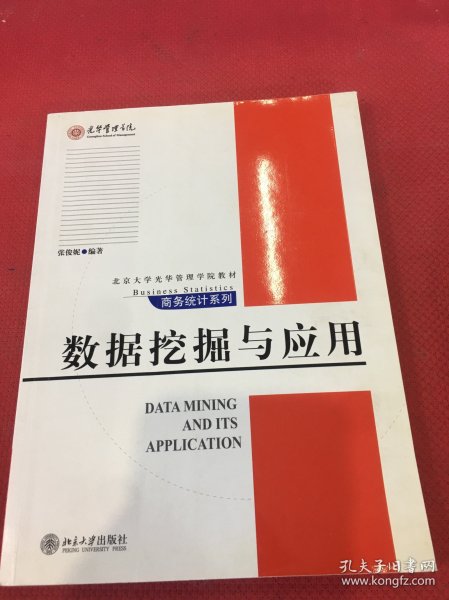 光华管理学院
Guanghua School of Management
张俊妮●编著
北京大学光华管理学院教材
Business Statistics
商务统计系列
数据挖掘与应用
DATA MINING
AND ITS
APPLICATION
北京大学出版社
PEKING UNIVERSITY PRESS
孔夫子旧书网
www.kongfz.com